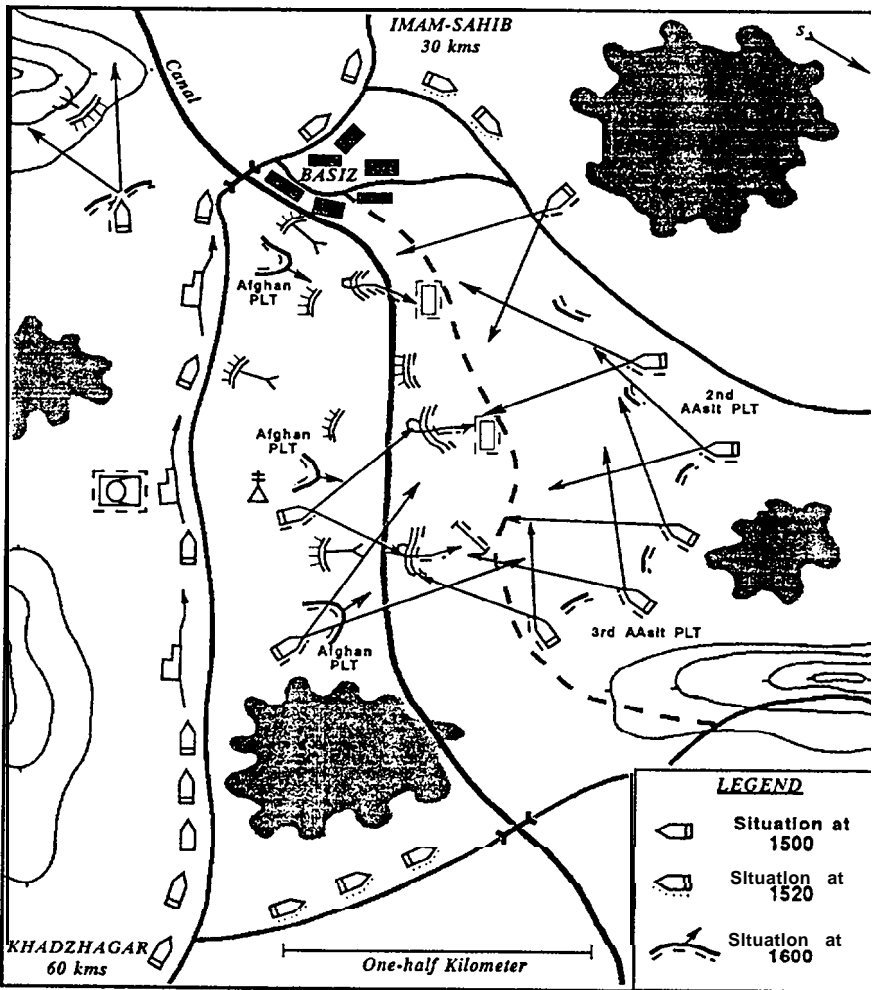 IMAM-SAHIB
30 kms
S
Canal
BASIZ
Afghan
PLT
2nd
AAslt PLT
Afghan
PLT
3rd AAslt PLT
Afghan
PLT
LEGEND
Situation at
1500
Situation at
1520
Situation at
1600
KHADZHAGAR
60 kms
One-half Kilometer